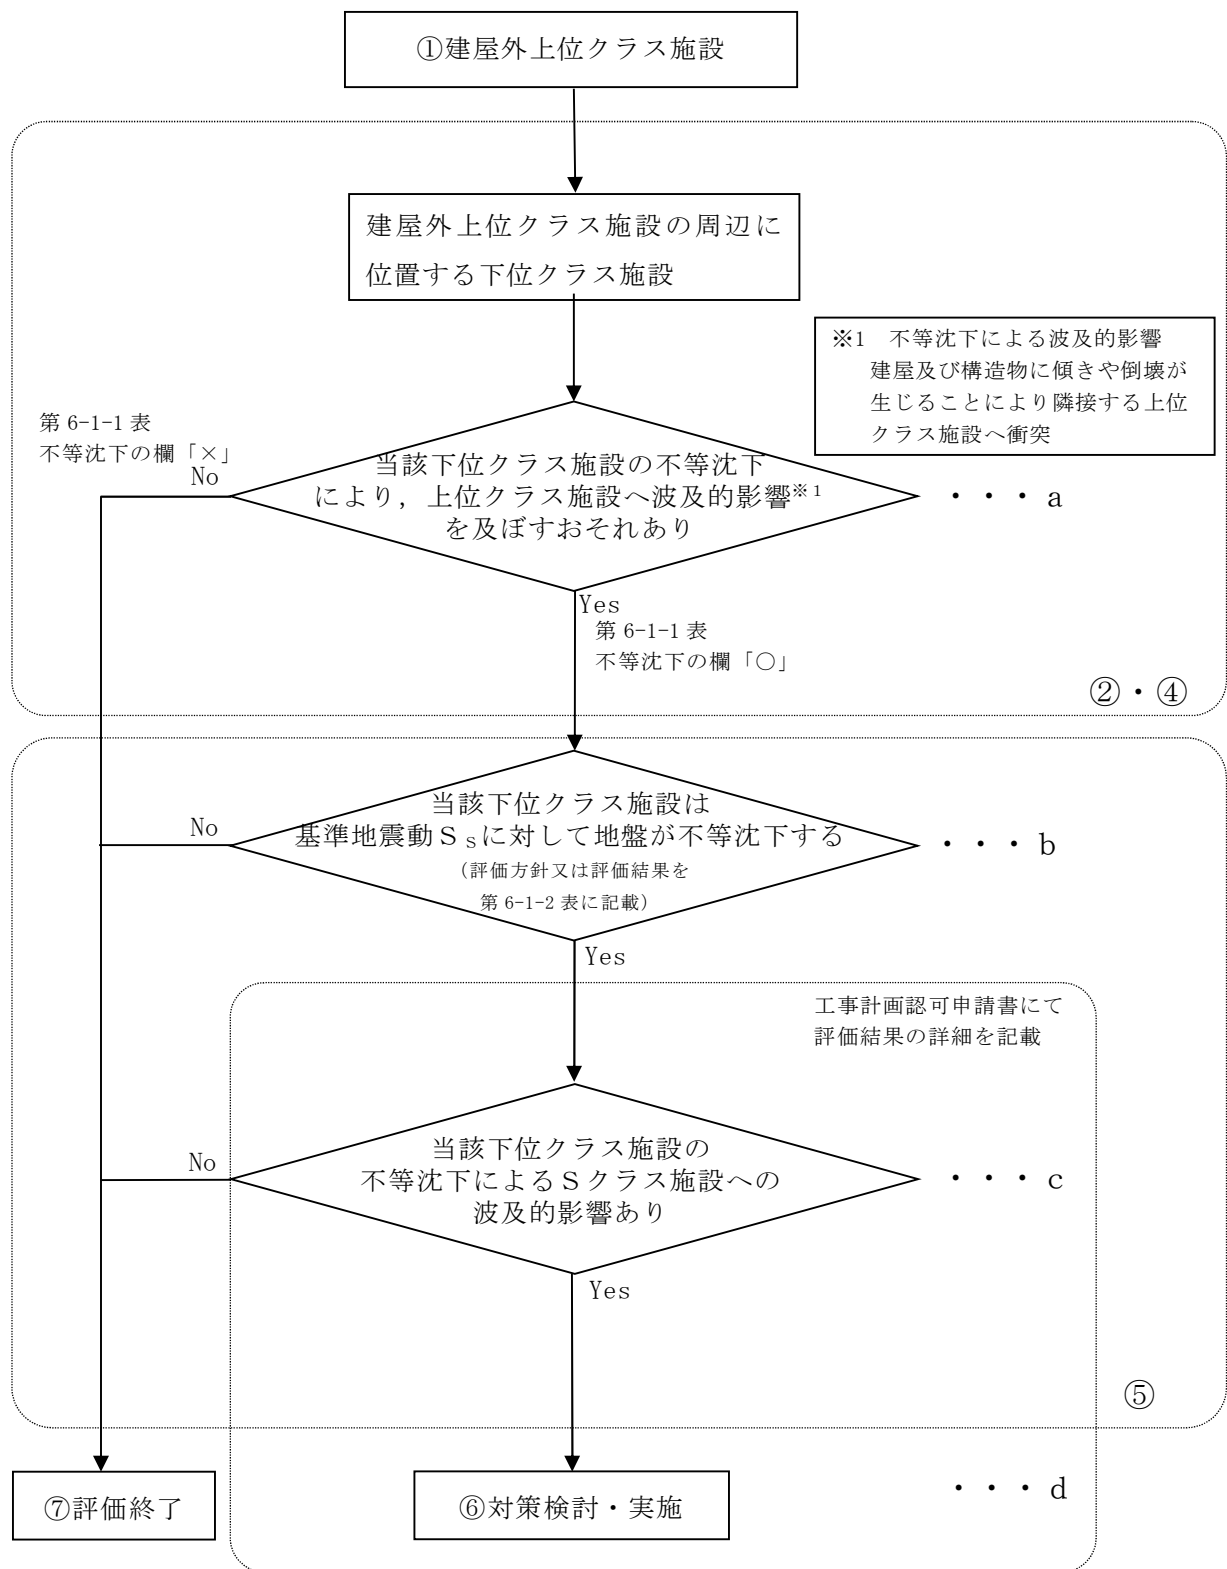 ①建屋外上位クラス施設
建屋外上位クラス施設の周辺に
位置する下位クラス施設
※1 不等沈下による波及的影響
建屋及び構造物に傾きや倒壊が
生じることにより隣接する上位
クラス施設へ衝突
第 6-1-1 表
不等沈下の欄「×」
No
当該下位クラス施設の不等沈下
により，上位クラス施設へ波及的影響※1
を及ぼすおそれあり
・・・a
Yes
第 6-1-1 表
不等沈下の欄「○」
②・④
No
当該下位クラス施設は
基準地震動Ｓｓに対して地盤が不等沈下する
（評価方針又は評価結果を
第 6-1-2 表に記載）
・・・b
Yes
工事計画認可申請書にて
評価結果の詳細を記載
No
当該下位クラス施設の
不等沈下によるＳクラス施設への
波及的影響あり
・・・c
Yes
⑤
⑦評価終了
⑥対策検討・実施
・・・d